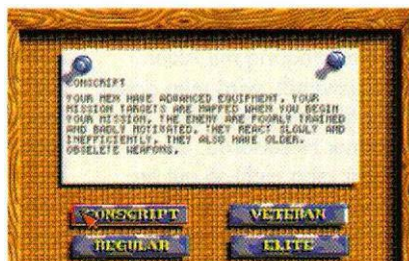 CONSCRIPT
YOUR MEN HAVE ADVANCED EQUIPMENT, YOUR
MISSION TARGETS ARE MAPPED WHEN YOU BEGIN
YOUR MISSION, THE ENEMY ARE POORLY TRAINED
AND BADLY MOTIVATED, THEY REACT SLOWLY AND
INEFFICIENTLY, THEY ALSO HAVE OLDER,
OBSELETE WEAPONS,
CONSCRIPT VETERAN
REGULAR ELITE